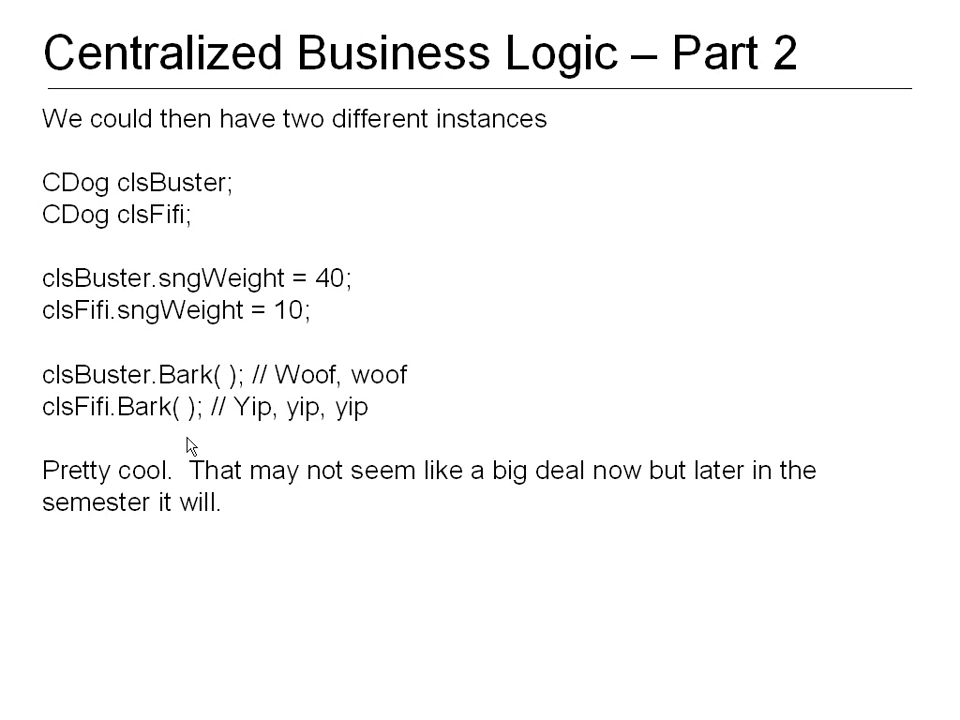 Centralized Business Logic – Part 2
We could then have two different instances
CDog clsBuster;
CDog clsFifi;
clsBuster.sngWeight = 40;
clsFifi.sngWeight = 10;
clsBuster.Bark( ); // Woof, woof
clsFifi.Bark( ); // Yip, yip, yip
Pretty cool.  That may not seem like a big deal now but later in the
semester it will.